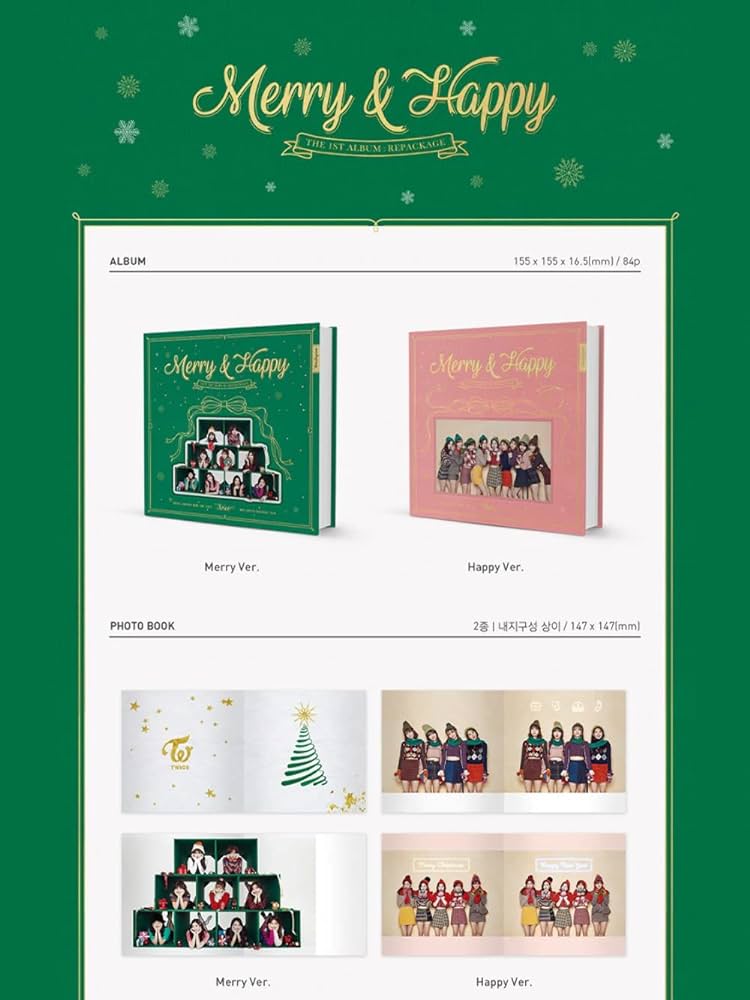 Merry & Happy
THE 1ST ALBUM : REPACKAGE
ALBUM
155 x 155 x 16.5(mm) / 84p
Merry & Happy
Merry & Happy
Merry Ver.
Happy Ver.
PHOTO BOOK
2종 | 내지구성 상이 / 147 x 147(mm)
TWICE
Merry Christmas
Happy New Year
Merry Ver.
Happy Ver.